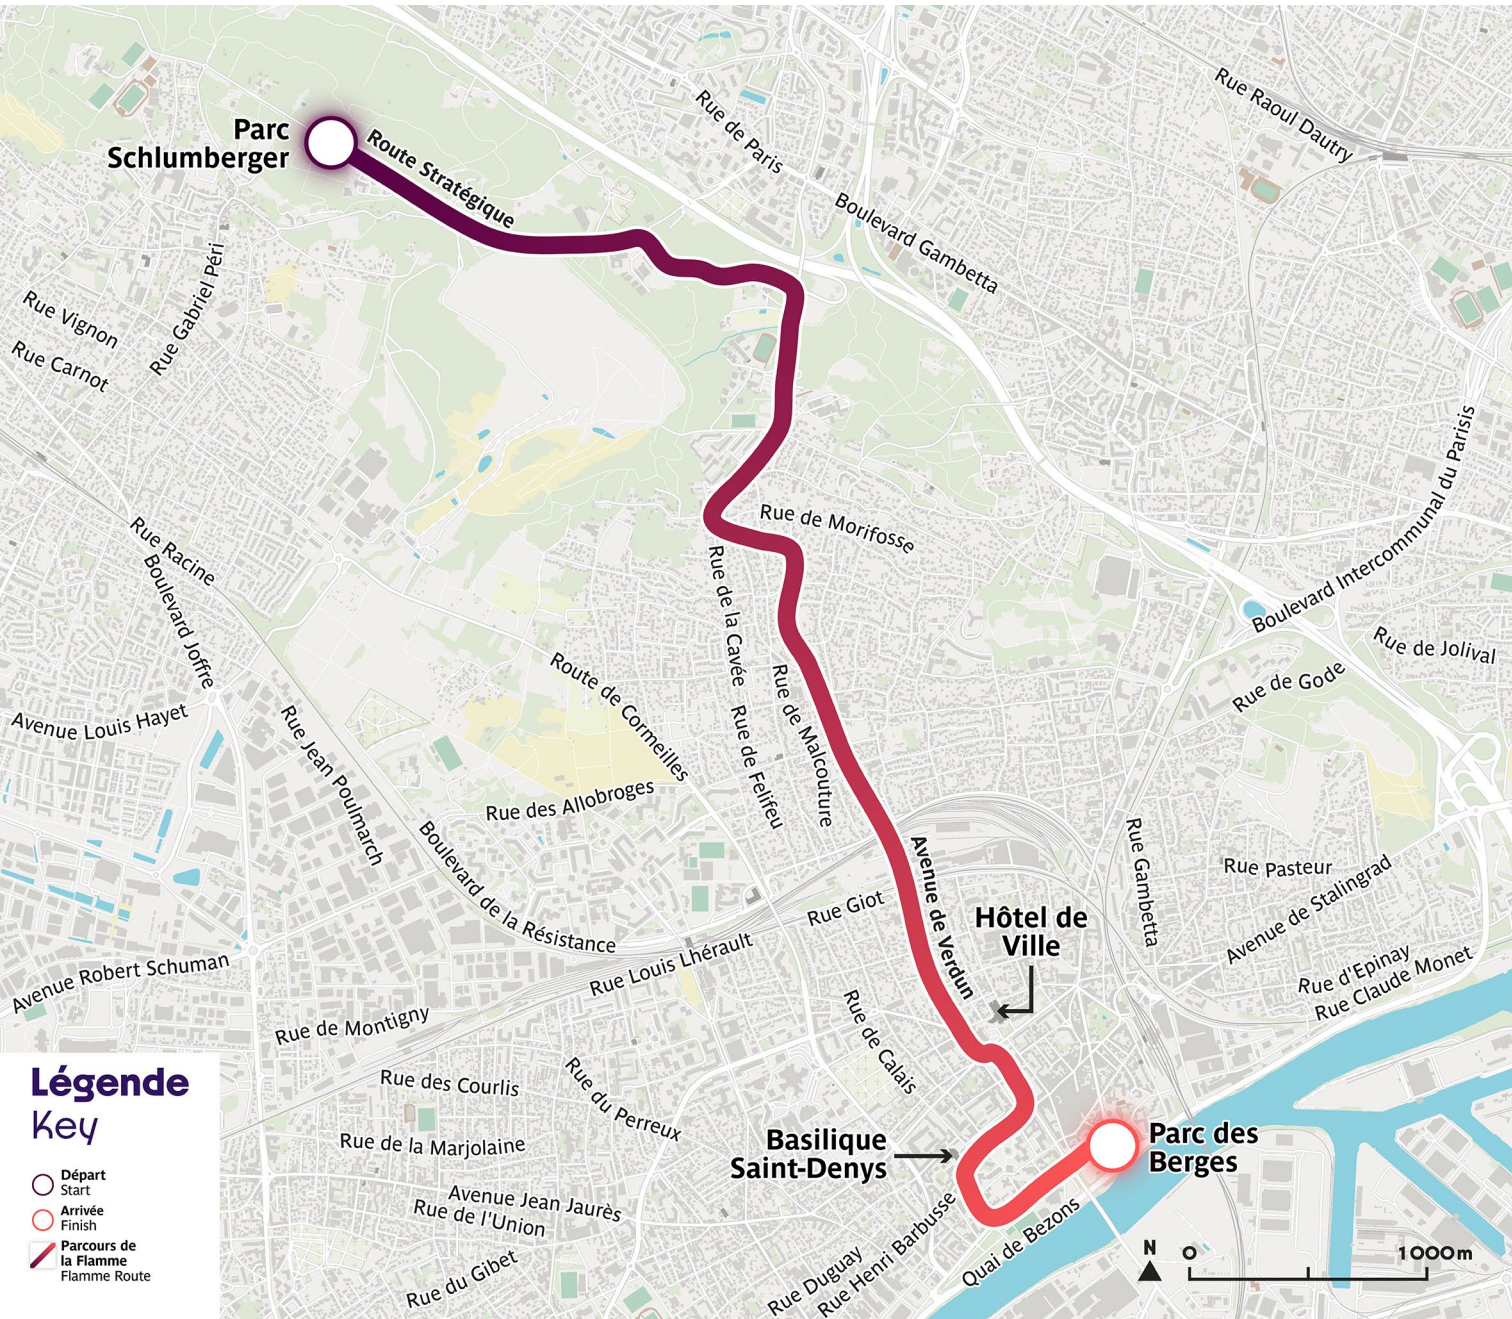 Rue de Paris
Rue Raoul Dautry
Parc
Schlumberger
Route Stratégique
Boulevard Gambetta
Rue Gabriel Péri
Rue Vignon
Rue Carnot
Boulevard Intercommunal du Parisis
Rue de Morifosse
Rue Racine
Boulevard Joffre
Rue de la Cavée
Rue de Jolival
Rue de Gode
Route de Cormeilles
Rue de Malcouture
Avenue Louis Hayet
Rue Jean Poulmarch
Rue de Felifeu
Rue des Allobroges
Boulevard de la Résistance
Avenue de Verdun
Rue Gambetta
Rue Pasteur
Avenue de Stalingrad
Rue Giot
Hôtel de
Ville
Rue Louis Lhérault
Avenue Robert Schuman
Rue d'Epinay
Rue Claude Monet
Rue de Montigny
Rue de Calais
Rue des Courlis
Rue du Perreux
Rue de la Marjolaine
Basilique
Saint-Denys
Parc des
Berges
Avenue Jean Jaurès
Rue de l'Union
Rue du Gibet
Rue Duguay
Rue Henri Barbusse
Quai de Bezons
Légende
Key
Départ
Start
Arrivée
Finish
Parcours de
la Flamme
Flamme Route
N
0
1000m